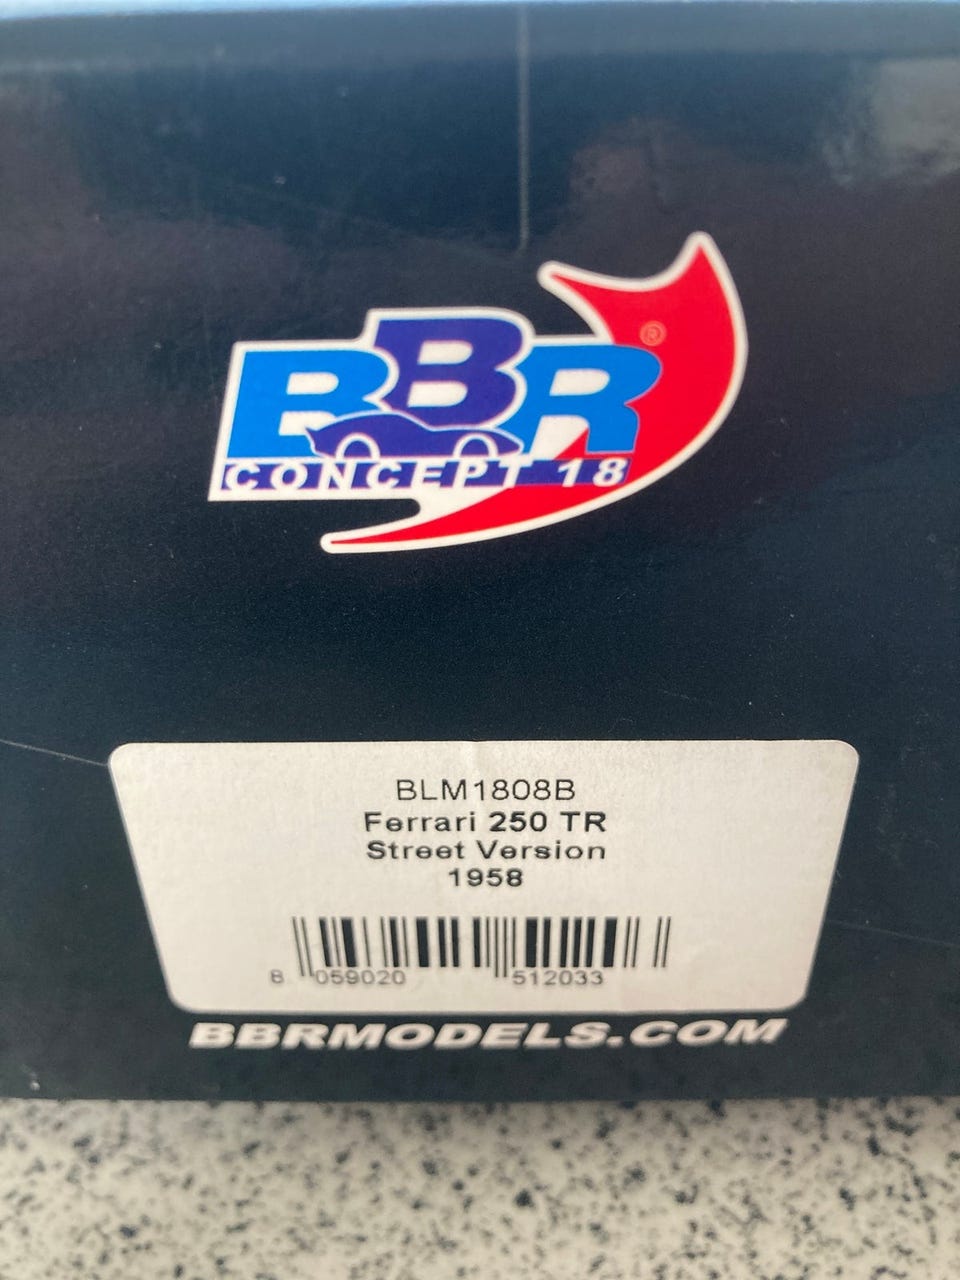 BBR®
CONCEPT 18
BLM1808B
Ferrari 250 TR
Street Version
1958
8 059020 512033
BBRMODELS.COM